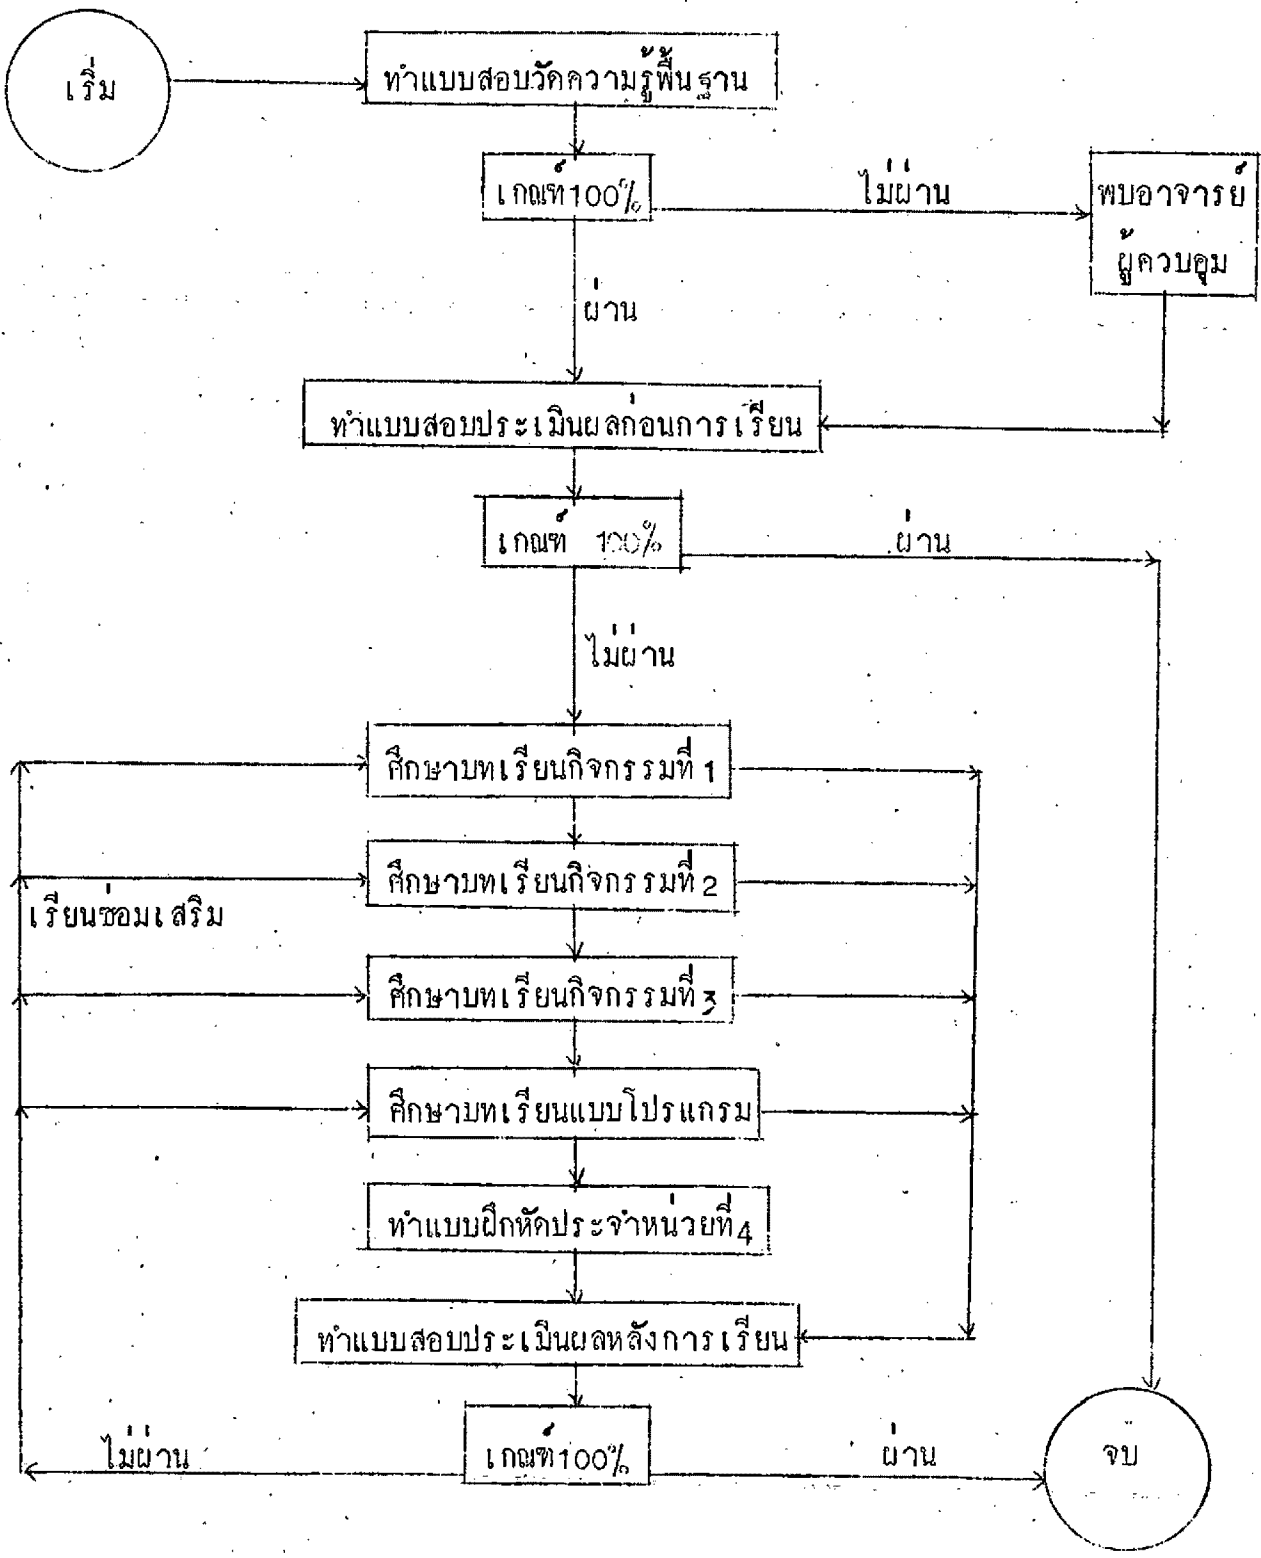 เริ่ม
ทำแบบสอบวัดความรู้พื้นฐาน
เกณฑ์100%
ไม่ผ่าน
พบอาจารย์
ผู้ควบคุม
ผ่าน
ทำแบบสอบประเมินผลก่อนการเรียน
เกณฑ์ 100%
ผ่าน
ไม่ผ่าน
ศึกษาบทเรียนกิจกรรมที่ 1
ศึกษาบทเรียนกิจกรรมที่ 2
เรียนซ่อมเสริม
ศึกษาบทเรียนกิจกรรมที่ 3
ศึกษาบทเรียนแบบโปรแกรม
ทำแบบฝึกหัดประจำหน่วยที่4
ทำแบบสอบประเมินผลหลังการเรียน
ไม่ผ่าน
เกณฑ์100%
ผ่าน
จบ